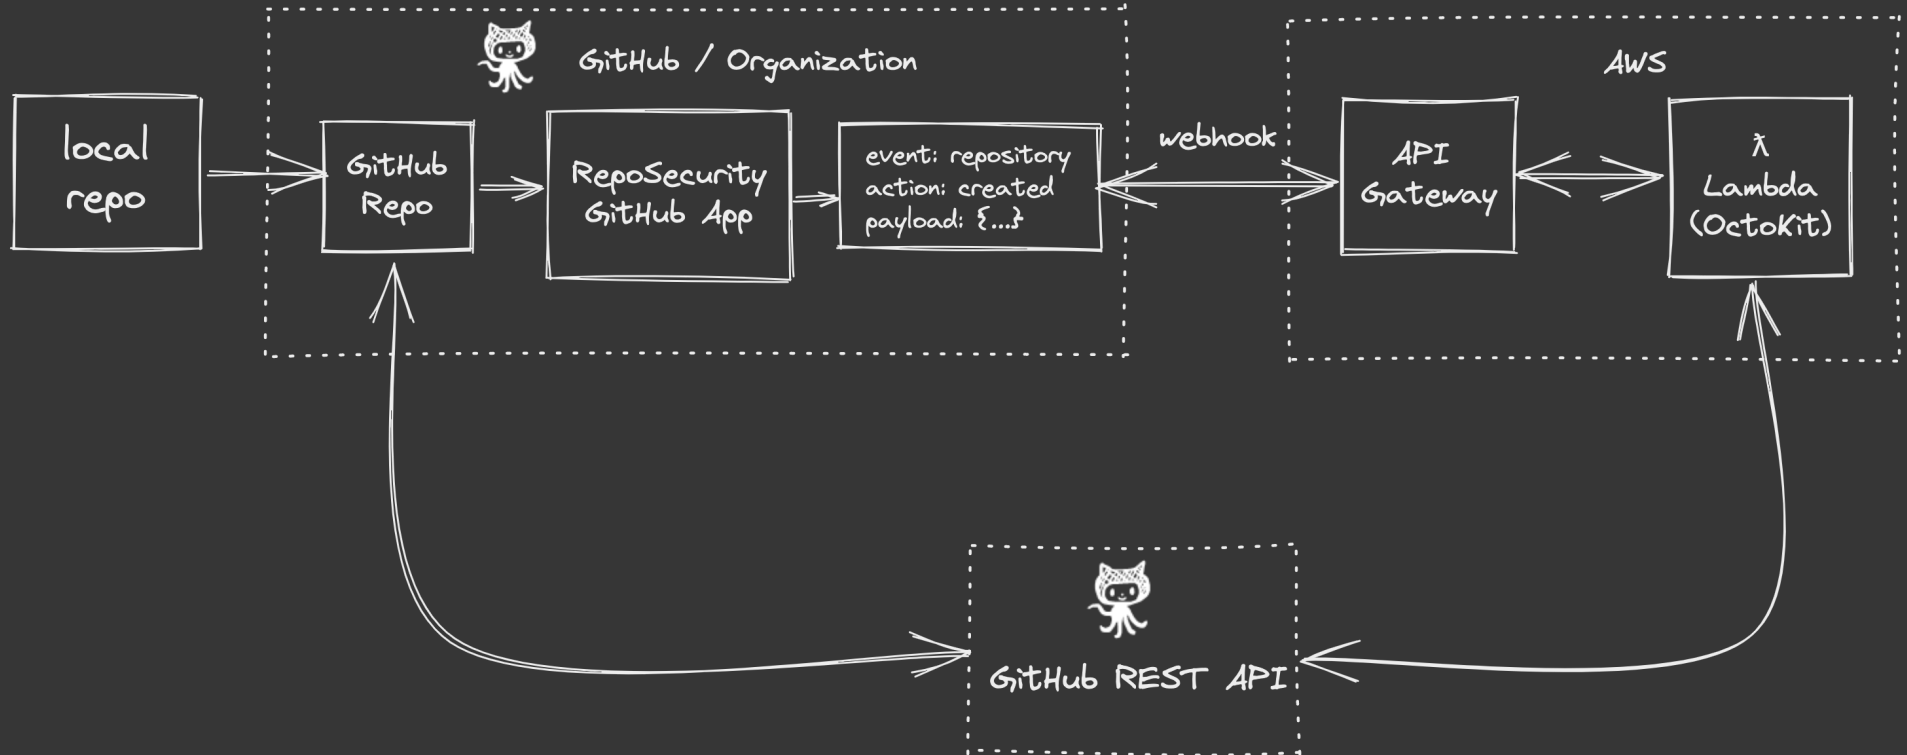 GitHub / Organization
AWS
local
repo
GitHub
Repo
RepoSecurity
GitHub App
event: repository
action: created
payload: {...}
webhook
API
Gateway
λ
Lambda
(OctoKit)
GitHub REST API